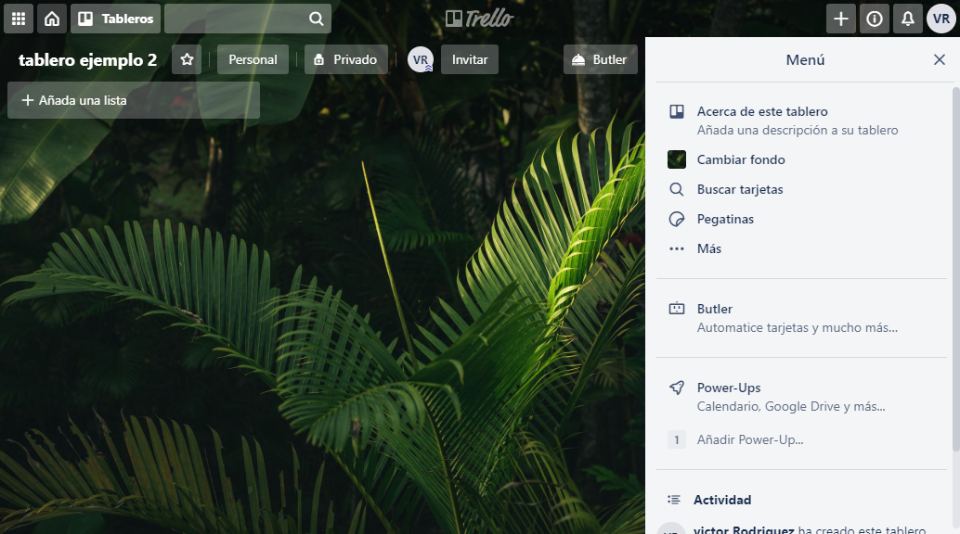 Tableros
Trello
VR
tablero ejemplo 2
Personal
Privado
VR
Invitar
Butler
Añada una lista
Menú
Acerca de este tablero
Añada una descripción a su tablero
Cambiar fondo
Buscar tarjetas
Pegatinas
Más
Butler
Automatice tarjetas y mucho más...
Power-Ups
Calendario, Google Drive y más...
1
Añadir Power-Up...
Actividad
victor Rodriguez ha creado este tablero